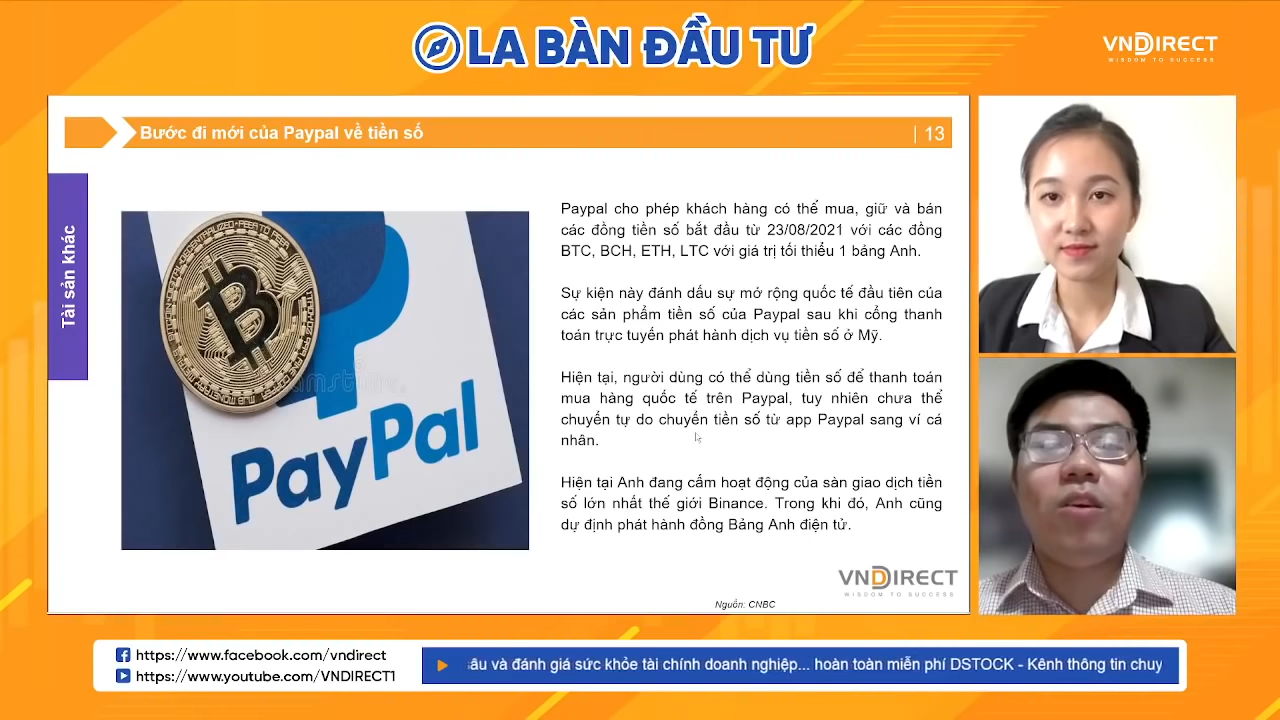 LA BÀN ĐẦU TƯ
VNDIRECT
WISDOM TO SUCCESS
Bước đi mới của Paypal về tiền số
| 13
Tài sản khác
Paypal cho phép khách hàng có thể mua, giữ và bán
các đồng tiền số bắt đầu từ 23/08/2021 với các đồng
BTC, BCH, ETH, LTC với giá trị tối thiểu 1 bảng Anh.
Sự kiện này đánh dấu sự mở rộng quốc tế đầu tiên của
các sản phẩm tiền số của Paypal sau khi cổng thanh
toán trực tuyến phát hành dịch vụ tiền số ở Mỹ.
Hiện tại, người dùng có thể dùng tiền số để thanh toán
mua hàng quốc tế trên Paypal, tuy nhiên chưa thể
chuyển tự do chuyển tiền số từ app Paypal sang ví cá
nhân.
Hiện tại Anh đang cấm hoạt động của sàn giao dịch tiền
số lớn nhất thế giới Binance. Trong khi đó, Anh cũng
dự định phát hành đồng Bảng Anh điện tử.
PayPal
VNDIRECT
WISDOM TO SUCCESS
Nguồn: CNBC
https://www.facebook.com/vndirect
https://www.youtube.com/VNDIRECT1
sâu và đánh giá sức khỏe tài chính doanh nghiệp... hoàn toàn miễn phí DSTOCK - Kênh thông tin chuy